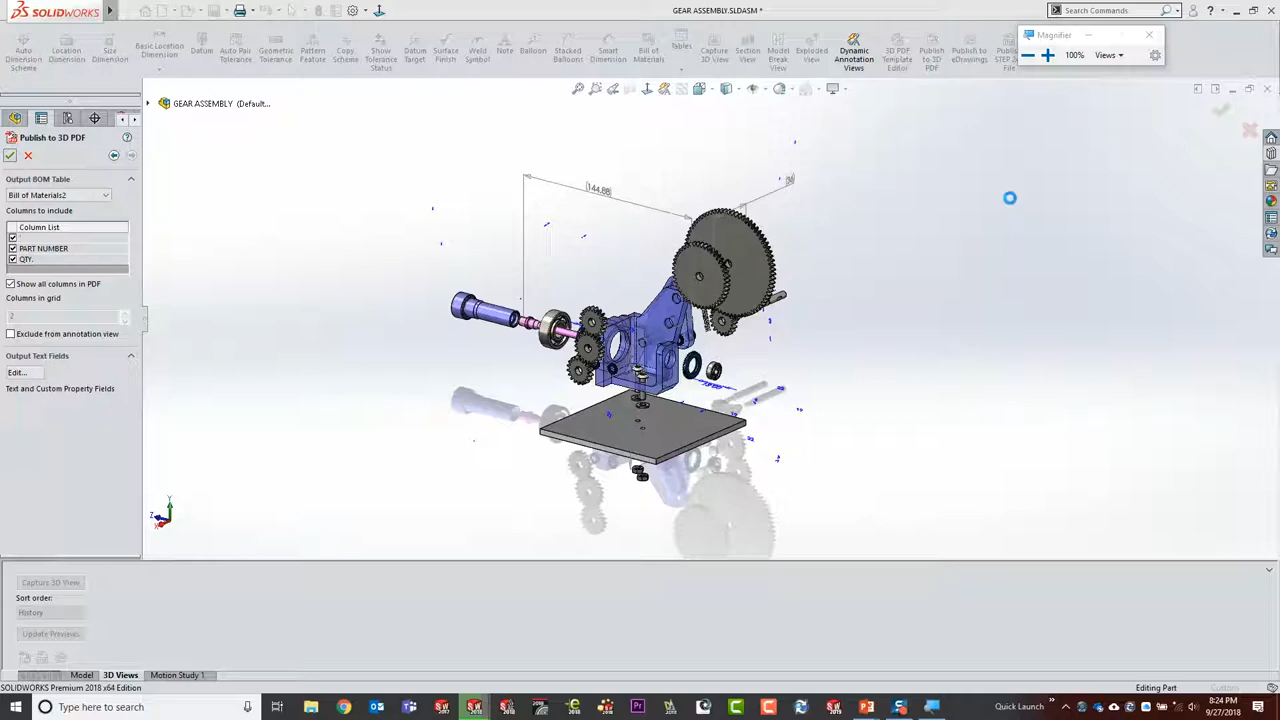 SOLIDWORKS
GEAR ASSEMBLY.SLDASM *
Search Commands
Magnifier
100%
Views
Auto Dimension Scheme
Location Dimension
Size Dimension
Basic Location Dimension
Datum
Auto Pair Tolerance
Geometric Tolerance
Pattern Feature
Copy Scheme
Show Tolerance Status
Datum Target
Surface Finish
Weld Symbol
Note
Balloon
Stacked Balloons
Smart Dimension
Bill of Materials
Tables
Capture 3D View
Section View
Model Break View
Exploded View
Dynamic Annotation Views
3D PDF Template Editor
Publish to 3D PDF
Publish to eDrawings
Publish
GEAR ASSEMBLY (Default...
Publish to 3D PDF
Output BOM Table
Bill of Materials2
Columns to include
Column List
PART NUMBER
QTY.
Show all columns in PDF
Columns in grid
2
Exclude from annotation view
Output Text Fields
Edit...
Text and Custom Property Fields
(144.88)
Y
Z
X
Capture 3D View
Sort order:
History
Update Previews
Model
3D Views
Motion Study 1
SOLIDWORKS Premium 2018 x64 Edition
Editing Part
Custom
Type here to search
Quick Launch
8:24 PM
9/27/2018